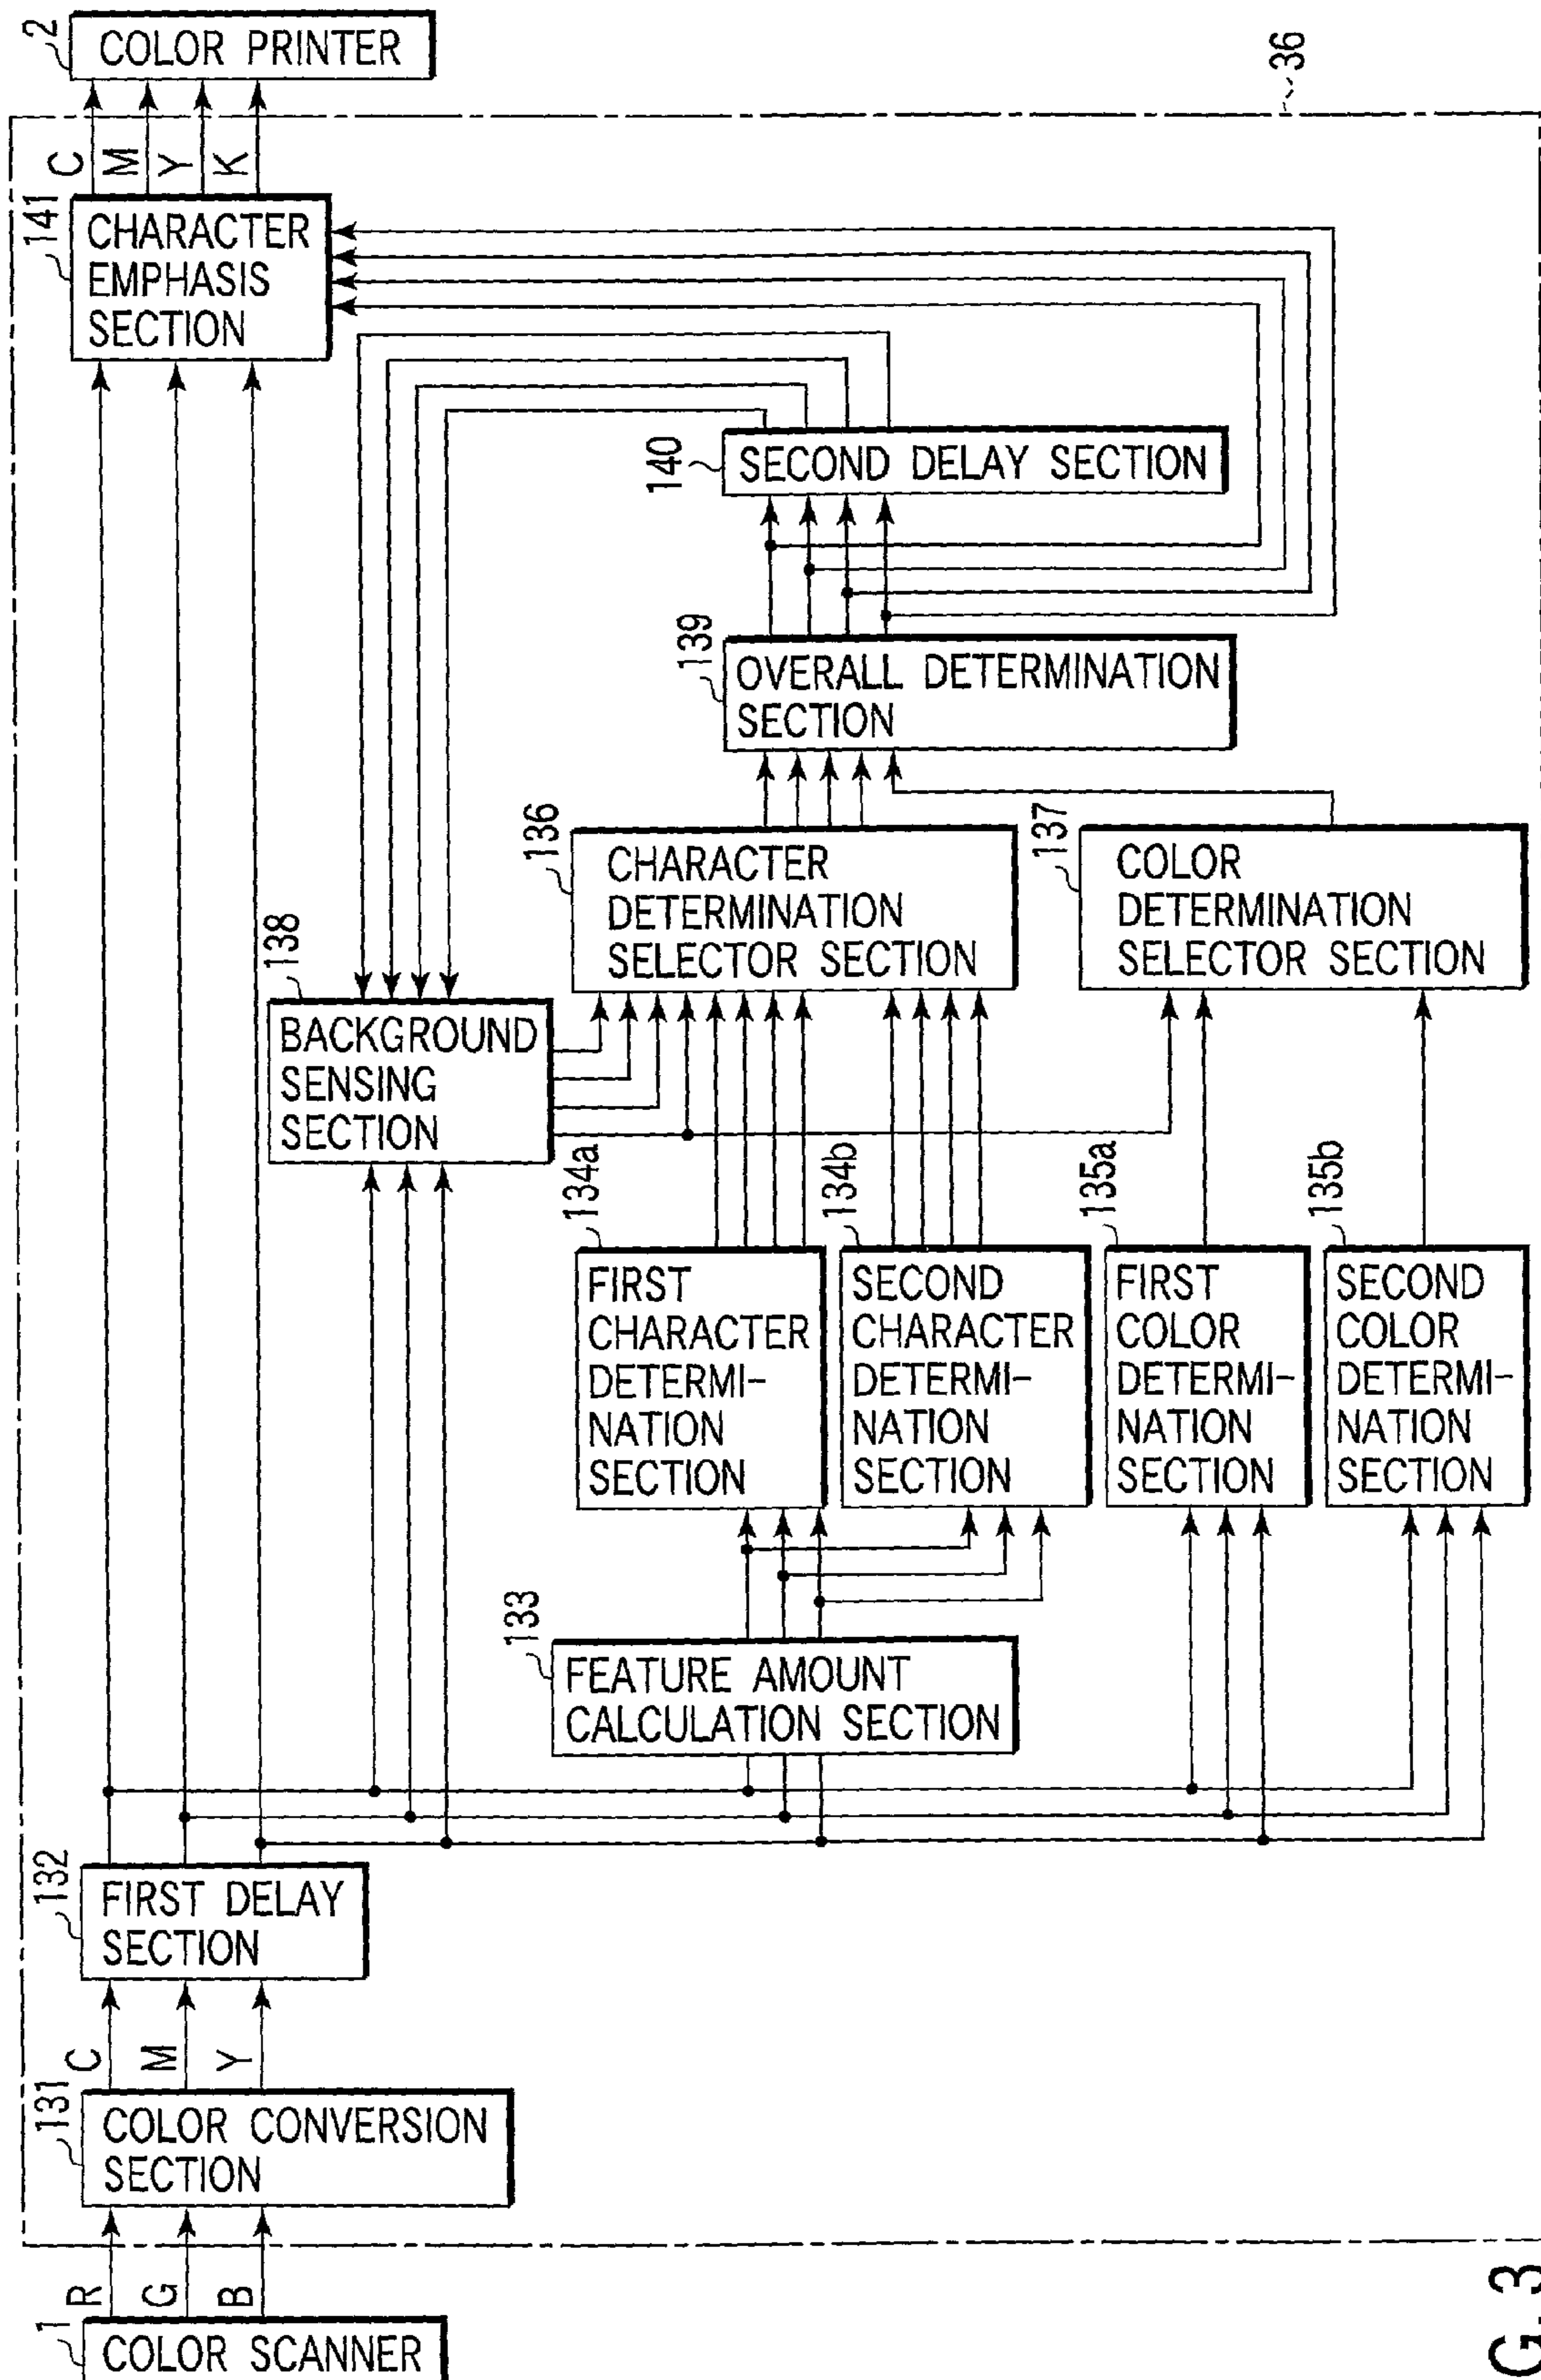 1
COLOR SCANNER
R
G
B
131
COLOR CONVERSION
SECTION
C
M
Y
132
FIRST DELAY
SECTION
133
FEATURE AMOUNT
CALCULATION SECTION
134a
FIRST
CHARACTER
DETERMI-
NATION
SECTION
134b
SECOND
CHARACTER
DETERMI-
NATION
SECTION
135a
FIRST
COLOR
DETERMI-
NATION
SECTION
135b
SECOND
COLOR
DETERMI-
NATION
SECTION
138
BACKGROUND
SENSING
SECTION
136
CHARACTER
DETERMINATION
SELECTOR SECTION
137
COLOR
DETERMINATION
SELECTOR SECTION
139
OVERALL DETERMINATION
SECTION
140
SECOND DELAY SECTION
141
CHARACTER
EMPHASIS
SECTION
C
M
Y
K
2
COLOR PRINTER
36
G. 3